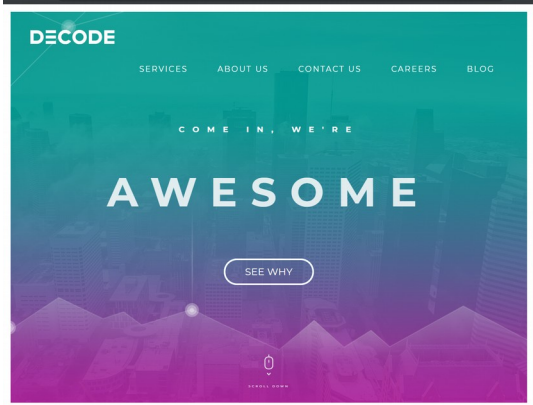 DECODE
SERVICES ABOUT US CONTACT US CAREERS BLOG
COME IN, WE'RE
AWESOME
SEE WHY
SCROLL DOWN